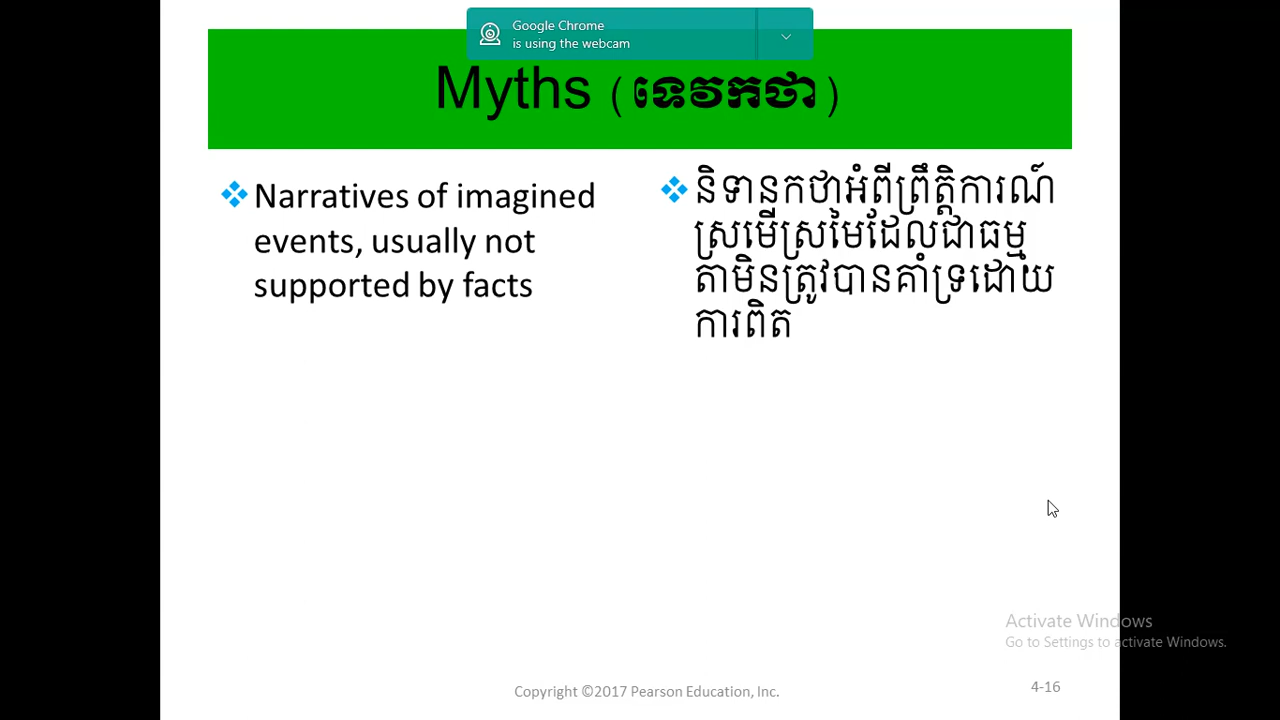 Google Chrome
is using the webcam
Myths (ទេវកថា)
Narratives of imagined
events, usually not
supported by facts
និទានកថាអំពីព្រឹត្តិការណ៍
ស្រមើស្រមៃដែលជាធម្ម
តាមិនត្រូវបានគាំទ្រដោយ
ការពិត
Activate Windows
Go to Settings to activate Windows.
Copyright ©2017 Pearson Education, Inc.
4-16